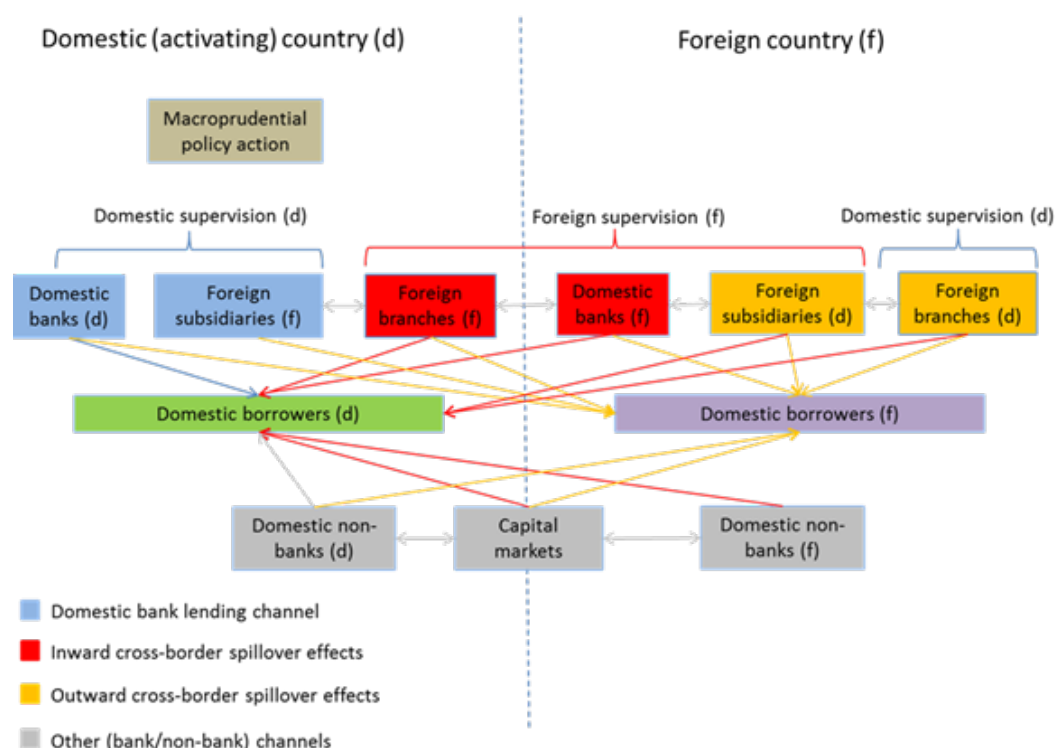 Domestic (activating) country (d)
Foreign country (f)
Macroprudential
policy action
Domestic supervision (d)
Foreign supervision (f)
Domestic supervision (d)
Domestic
banks (d)
Foreign
subsidiaries (f)
Foreign
branches (f)
Domestic
banks (f)
Foreign
subsidiaries (d)
Foreign
branches (d)
Domestic borrowers (d)
Domestic borrowers (f)
Domestic non-
banks (d)
Capital
markets
Domestic non-
banks (f)
Domestic bank lending channel
Inward cross-border spillover effects
Outward cross-border spillover effects
Other (bank/non-bank) channels